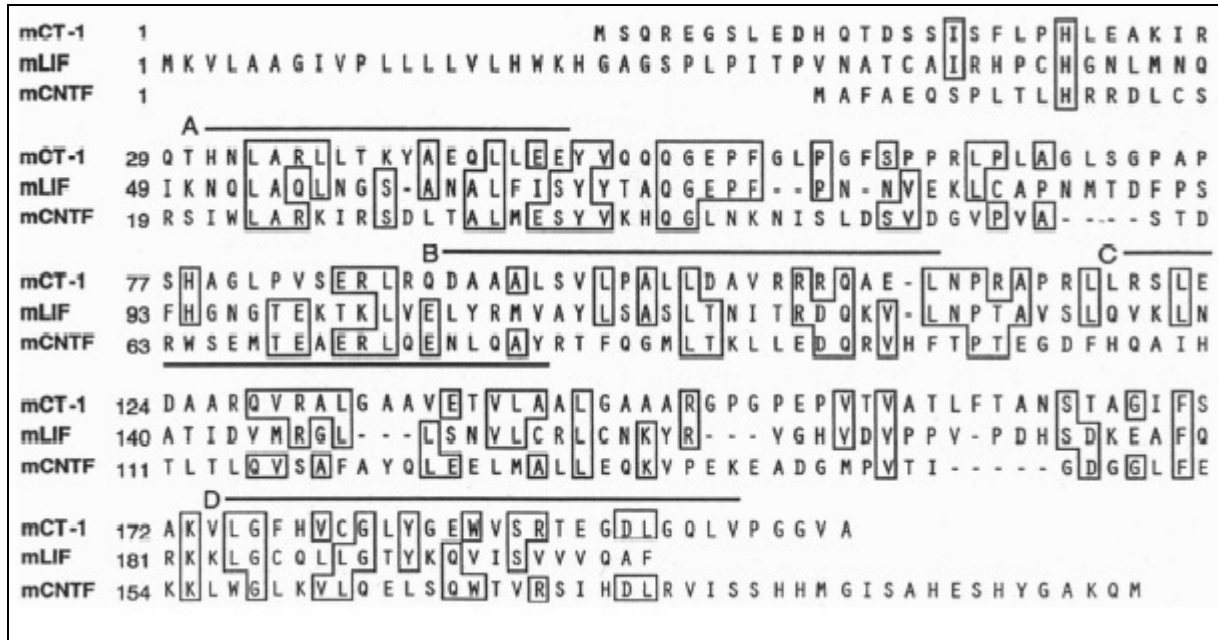 mCT-1 1 M S Q R E G S L E D H Q T D S S I S F L P H L E A K I R
mLIF 1 M K V L A A G I V P L L L L V L H W K H G A G S P L P I T P V N A T C A I R H P C H G N L M N Q
mCNTF 1 M A F A E Q S P L T L H R R D L C S
A
mCT-1 29 Q T H N L A R L L T K Y A E Q L L E E Y V Q Q Q G E P F G L P G F S P P R L P L A G L S G P A P
mLIF 49 I K N Q L A Q L N G S - A N A L F I S Y Y T A Q G E P F - - P N - N V E K L C A P N M T D F P S
mCNTF 19 R S I W L A R K I R S D L T A L M E S Y V K H Q G L N K N I S L D S V D G V P V A - - - - S T D
B C
mCT-1 77 S H A G L P V S E R L R Q D A A A L S V L P A L L D A V R R R Q A E - L N P R A P R L L R S L E
mLIF 93 F H G N G T E K T K L V E L Y R M V A Y L S A S L T N I T R D Q K V - L N P T A V S L Q V K L N
mCNTF 63 R W S E M T E A E R L Q E N L Q A Y R T F Q G M L T K L L E D Q R V H F T P T E G D F H Q A I H
mCT-1 124 D A A R Q V R A L G A A V E T V L A A L G A A A R G P G P E P V T V A T L F T A N S T A G I F S
mLIF 140 A T I D V M R G L - - - L S N V L C R L C N K Y R - - - V G H V D V P P V - P D H S D K E A F Q
mCNTF 111 T L T L Q V S A F A Y Q L E E L M A L L E Q K V P E K E A D G M P V T I - - - - - G D G G L F E
D
mCT-1 172 A K V L G F H V C G L Y G E W V S R T E G D L G Q L V P G G V A
mLIF 181 R K K L G C Q L L G T Y K Q V I S V V V Q A F
mCNTF 154 K K L W G L K V L Q E L S Q W T V R S I H D L R V I S S H H M G I S A H E S H Y G A K Q M